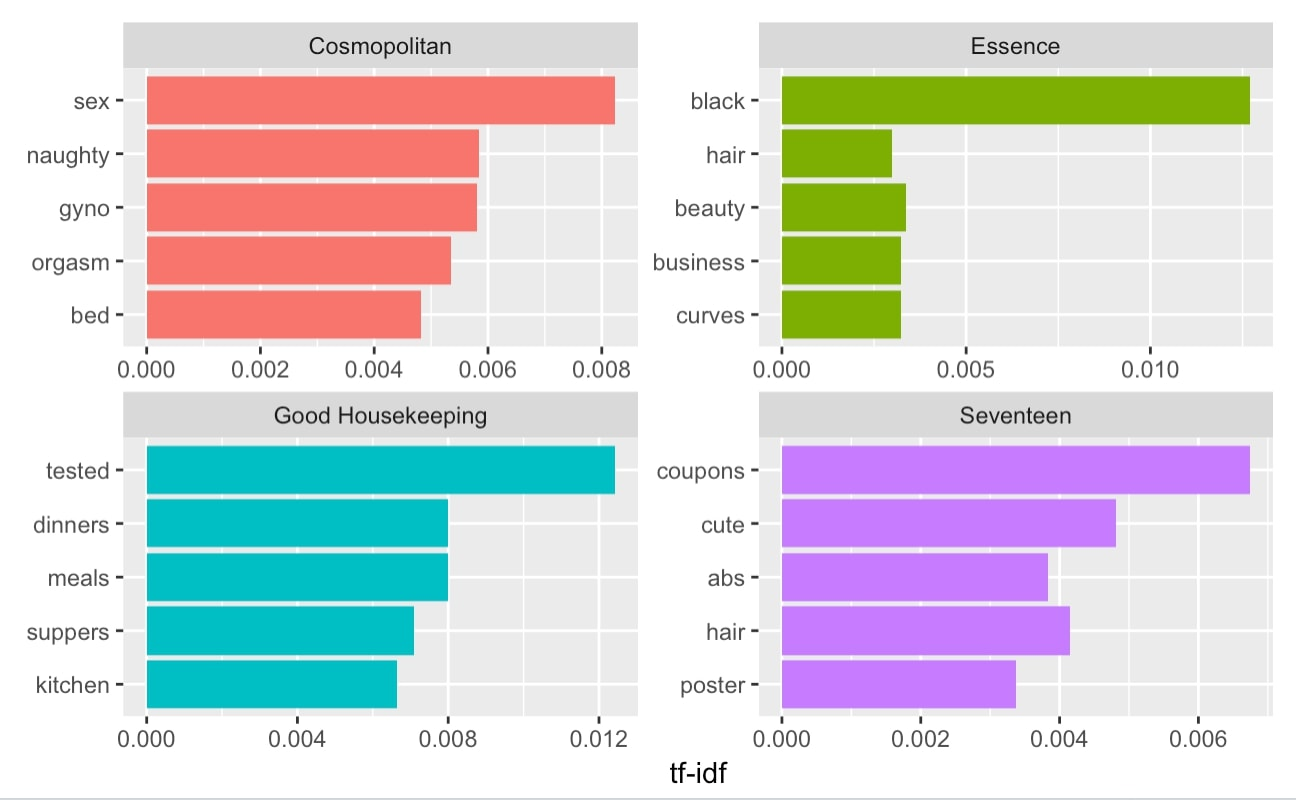 Cosmopolitan
sex
naughty
gyno
orgasm
bed
0.000 0.002 0.004 0.006 0.008
Essence
black
hair
beauty
business
curves
0.000 0.005 0.010
Good Housekeeping
tested
dinners
meals
suppers
kitchen
0.000 0.004 0.008 0.012
Seventeen
coupons
cute
abs
hair
poster
0.000 0.002 0.004 0.006
tf-idf